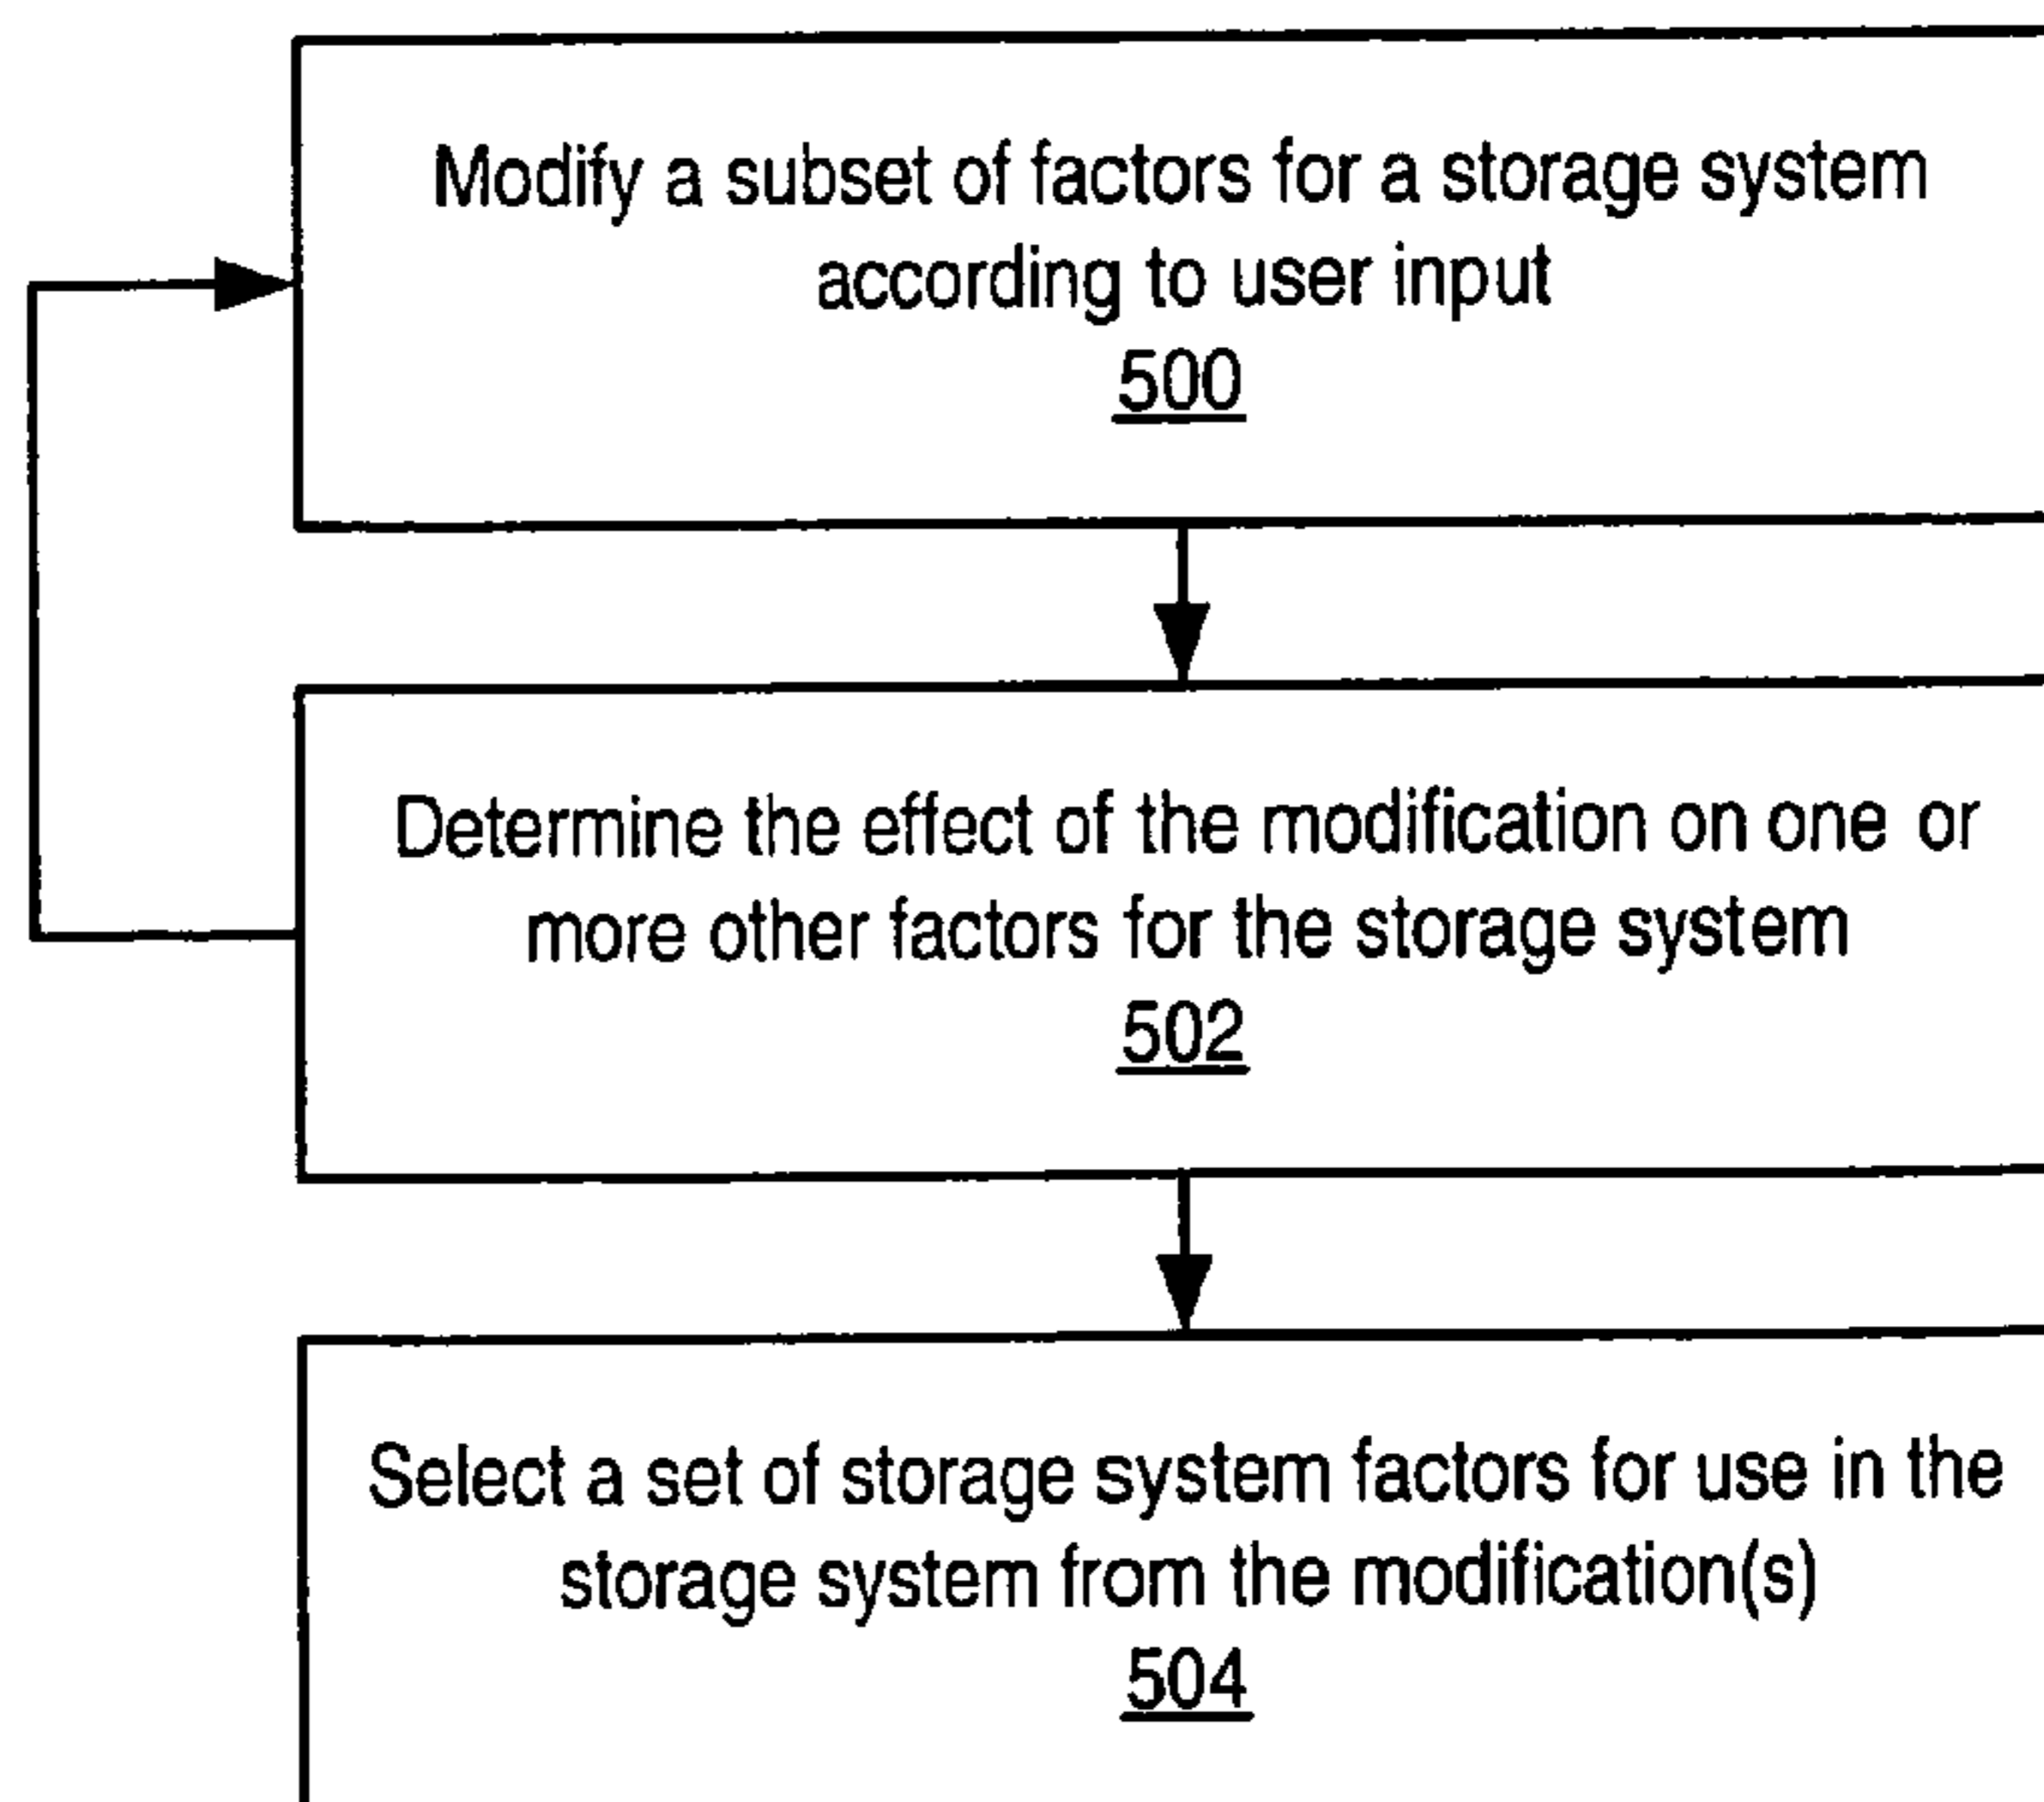 Modify a subset of factors for a storage system
according to user input
500
Determine the effect of the modification on one or
more other factors for the storage system
502
Select a set of storage system factors for use in the
storage system from the modification(s)
504